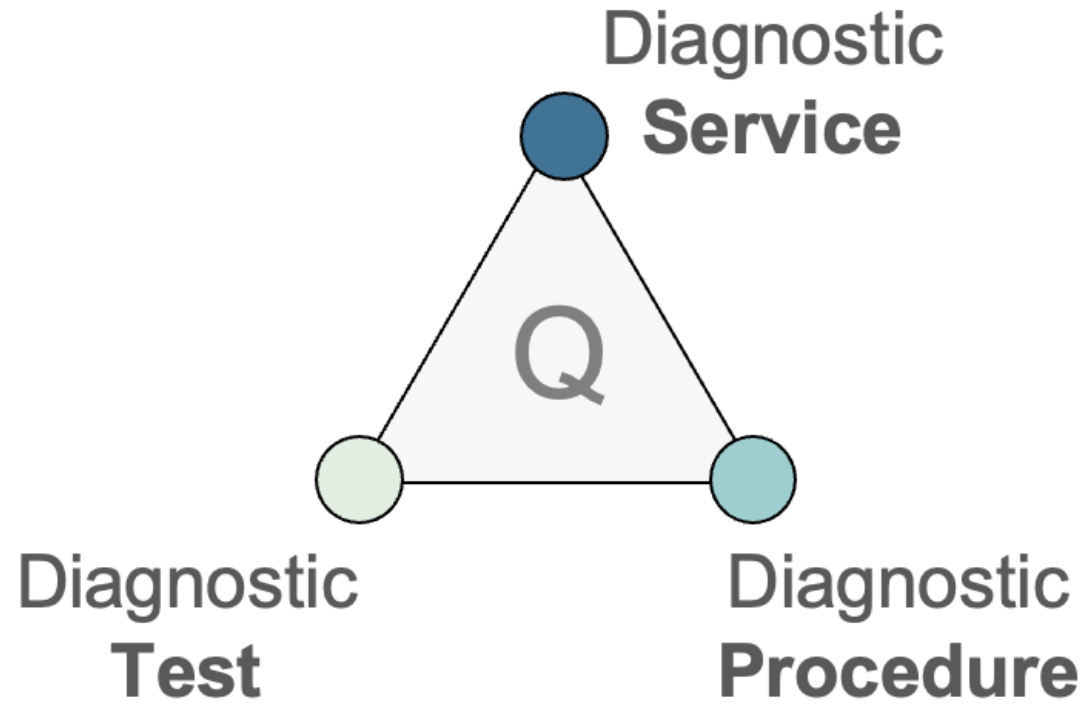 Diagnostic
Service
Q
Diagnostic
Test
Diagnostic
Procedure